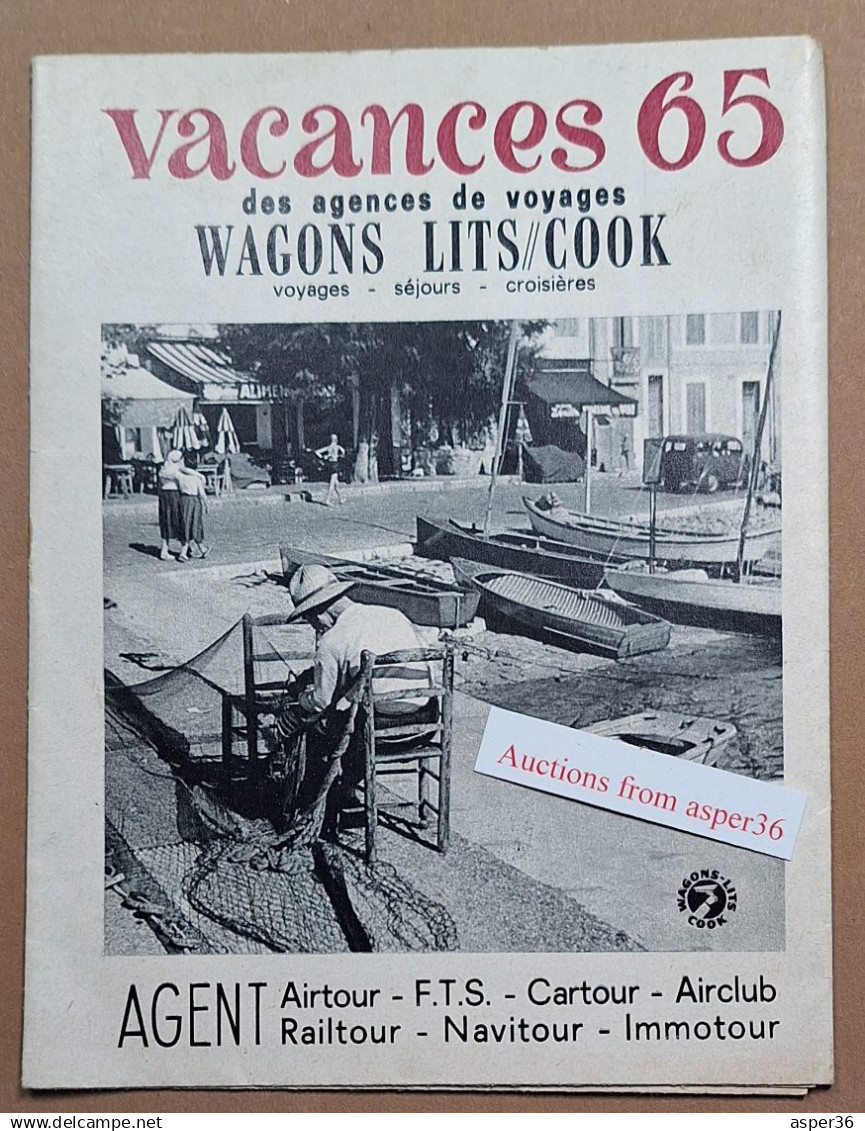 vacances 65
des agences de voyages
WAGONS LITS//COOK
voyages - séjours - croisières
Auctions from asper36
WAGONS-LITS
COOK
AGENT
Airtour - F.T.S. - Cartour - Airclub
Railtour - Navitour - Immotour
asper36